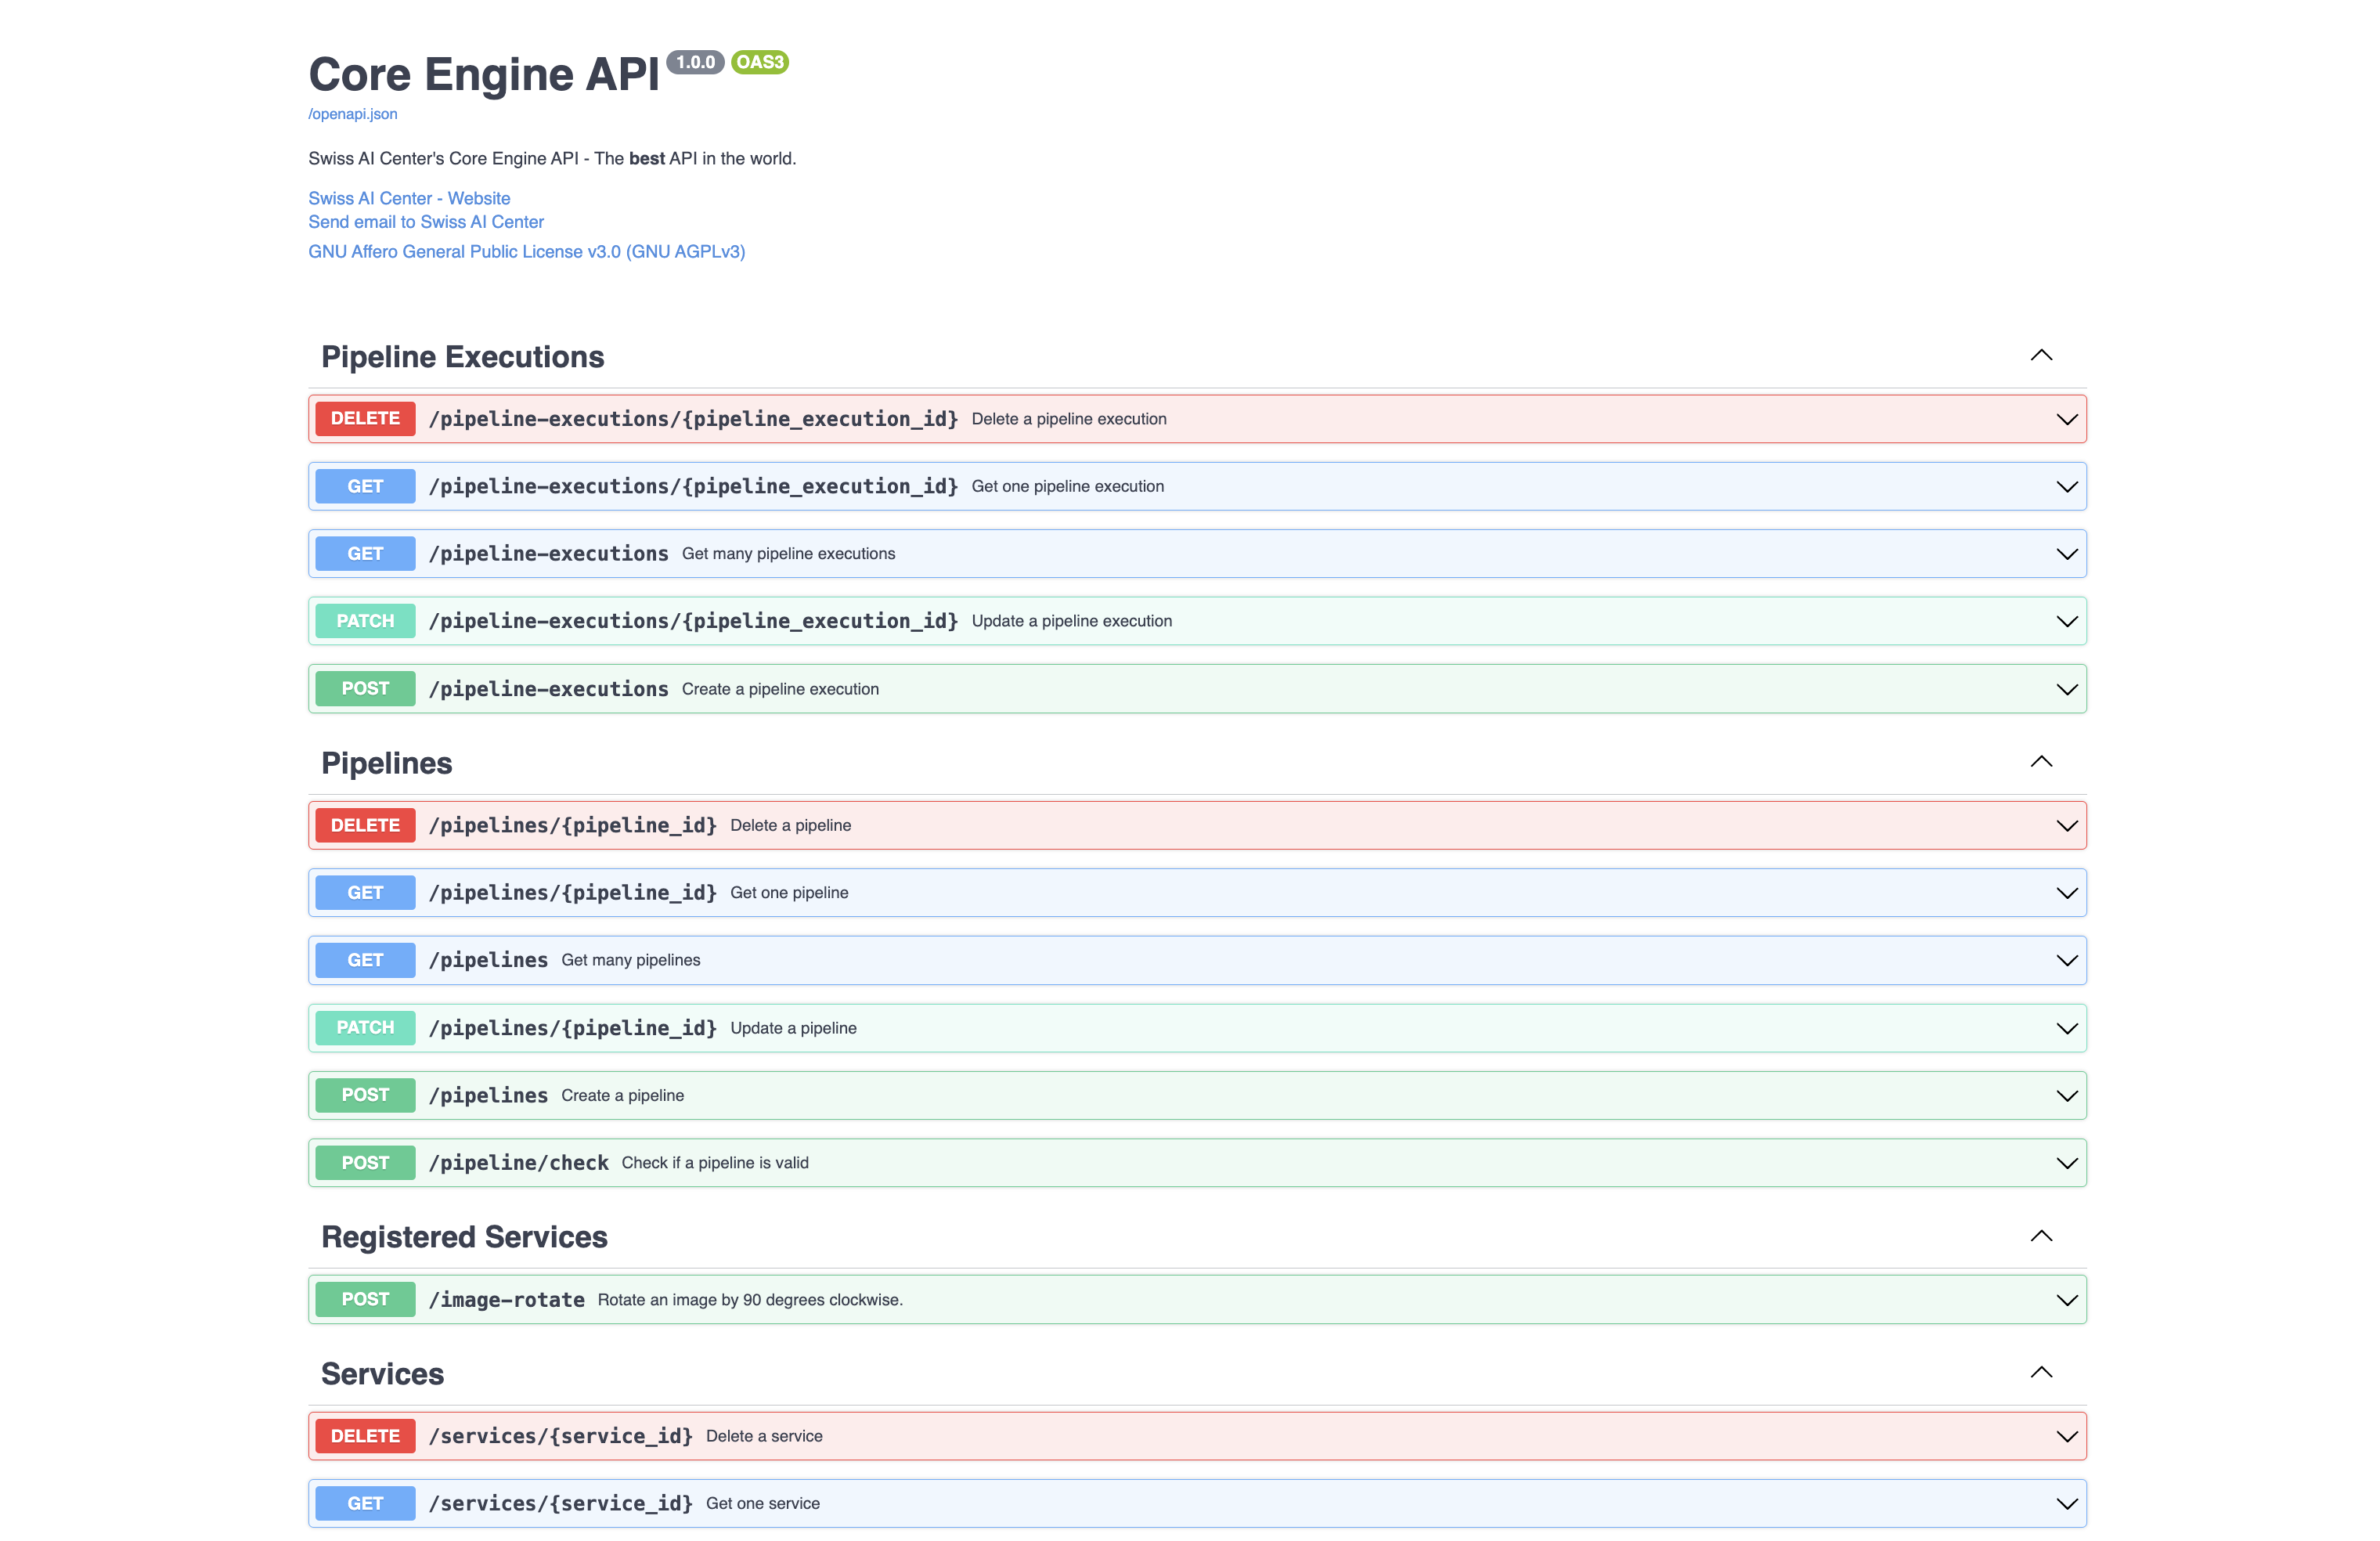 Core Engine API 1.0.0 OAS3
/openapi.json
Swiss AI Center's Core Engine API - The best API in the world.
Swiss AI Center - Website
Send email to Swiss AI Center
GNU Affero General Public License v3.0 (GNU AGPLv3)
Pipeline Executions
DELETE /pipeline-executions/{pipeline_execution_id} Delete a pipeline execution
GET /pipeline-executions/{pipeline_execution_id} Get one pipeline execution
GET /pipeline-executions Get many pipeline executions
PATCH /pipeline-executions/{pipeline_execution_id} Update a pipeline execution
POST /pipeline-executions Create a pipeline execution
Pipelines
DELETE /pipelines/{pipeline_id} Delete a pipeline
GET /pipelines/{pipeline_id} Get one pipeline
GET /pipelines Get many pipelines
PATCH /pipelines/{pipeline_id} Update a pipeline
POST /pipelines Create a pipeline
POST /pipeline/check Check if a pipeline is valid
Registered Services
POST /image-rotate Rotate an image by 90 degrees clockwise.
Services
DELETE /services/{service_id} Delete a service
GET /services/{service_id} Get one service